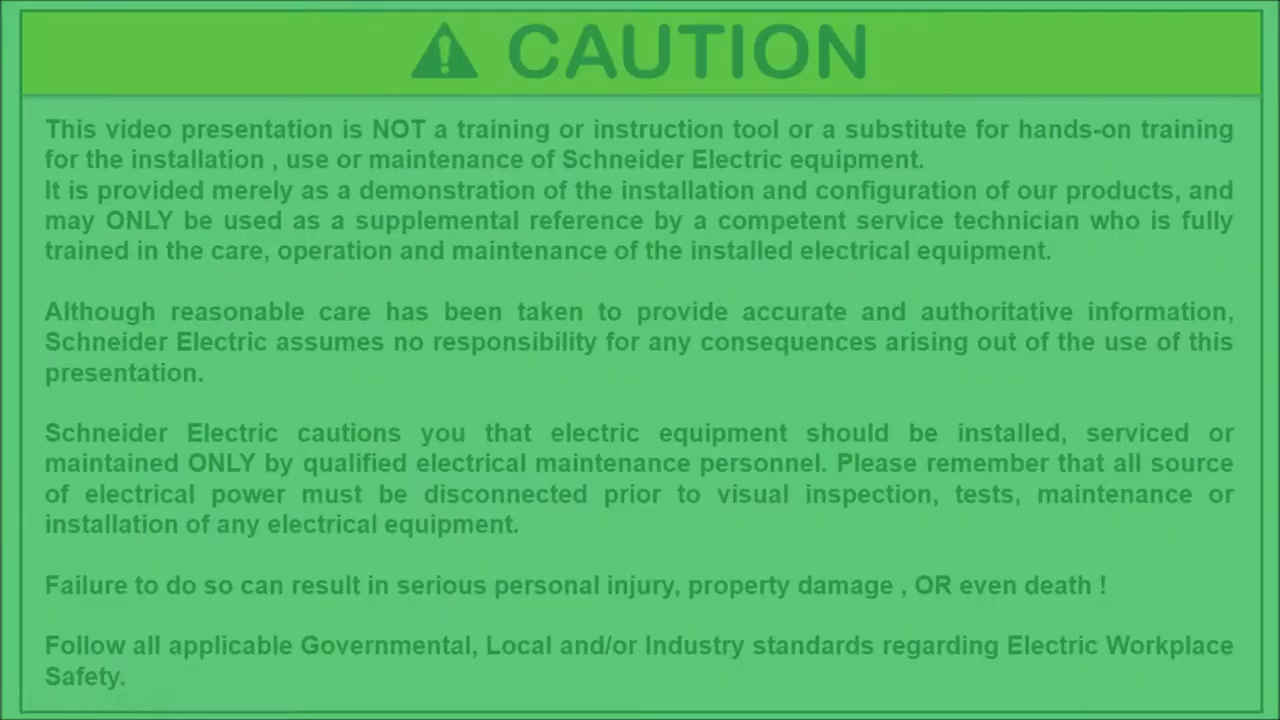 CAUTION
This video presentation is NOT a training or instruction tool or a substitute for hands-on training
for the installation , use or maintenance of Schneider Electric equipment.
It is provided merely as a demonstration of the installation and configuration of our products, and
may ONLY be used as a supplemental reference by a competent service technician who is fully
trained in the care, operation and maintenance of the installed electrical equipment.
Although reasonable care has been taken to provide accurate and authoritative information,
Schneider Electric assumes no responsibility for any consequences arising out of the use of this
presentation.
Schneider Electric cautions you that electric equipment should be installed, serviced or
maintained ONLY by qualified electrical maintenance personnel. Please remember that all source
of electrical power must be disconnected prior to visual inspection, tests, maintenance or
installation of any electrical equipment.
Failure to do so can result in serious personal injury, property damage , OR even death !
Follow all applicable Governmental, Local and/or Industry standards regarding Electric Workplace
Safety.